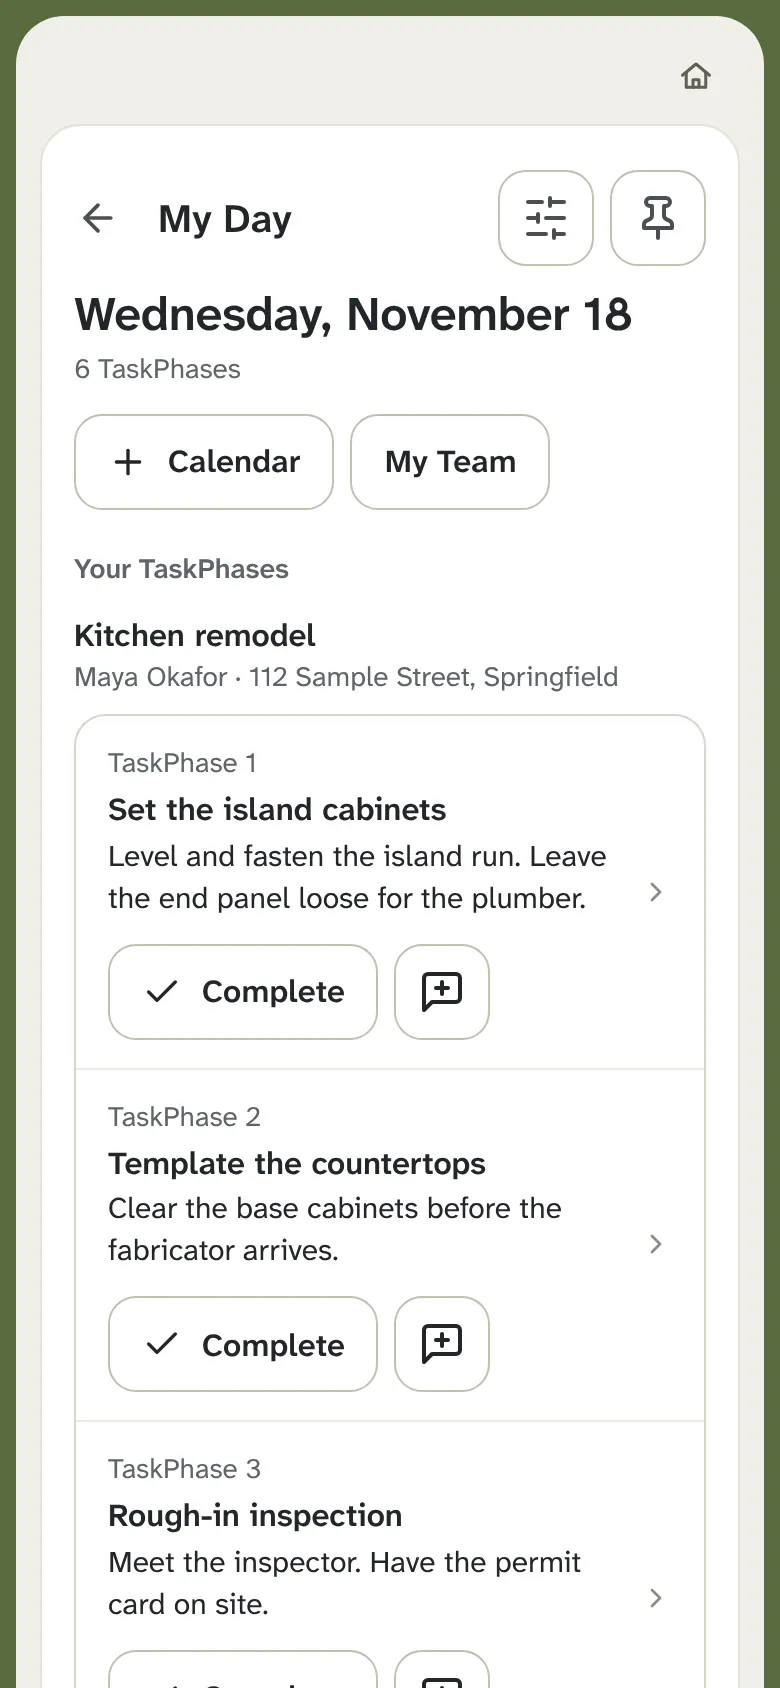 My Day
Wednesday, November 18
6 TaskPhases
Calendar
My Team
Your TaskPhases
Kitchen remodel
Maya Okafor · 112 Sample Street, Springfield
TaskPhase 1
Set the island cabinets
Level and fasten the island run. Leave
the end panel loose for the plumber.
Complete
TaskPhase 2
Template the countertops
Clear the base cabinets before the
fabricator arrives.
Complete
TaskPhase 3
Rough-in inspection
Meet the inspector. Have the permit
card on site.